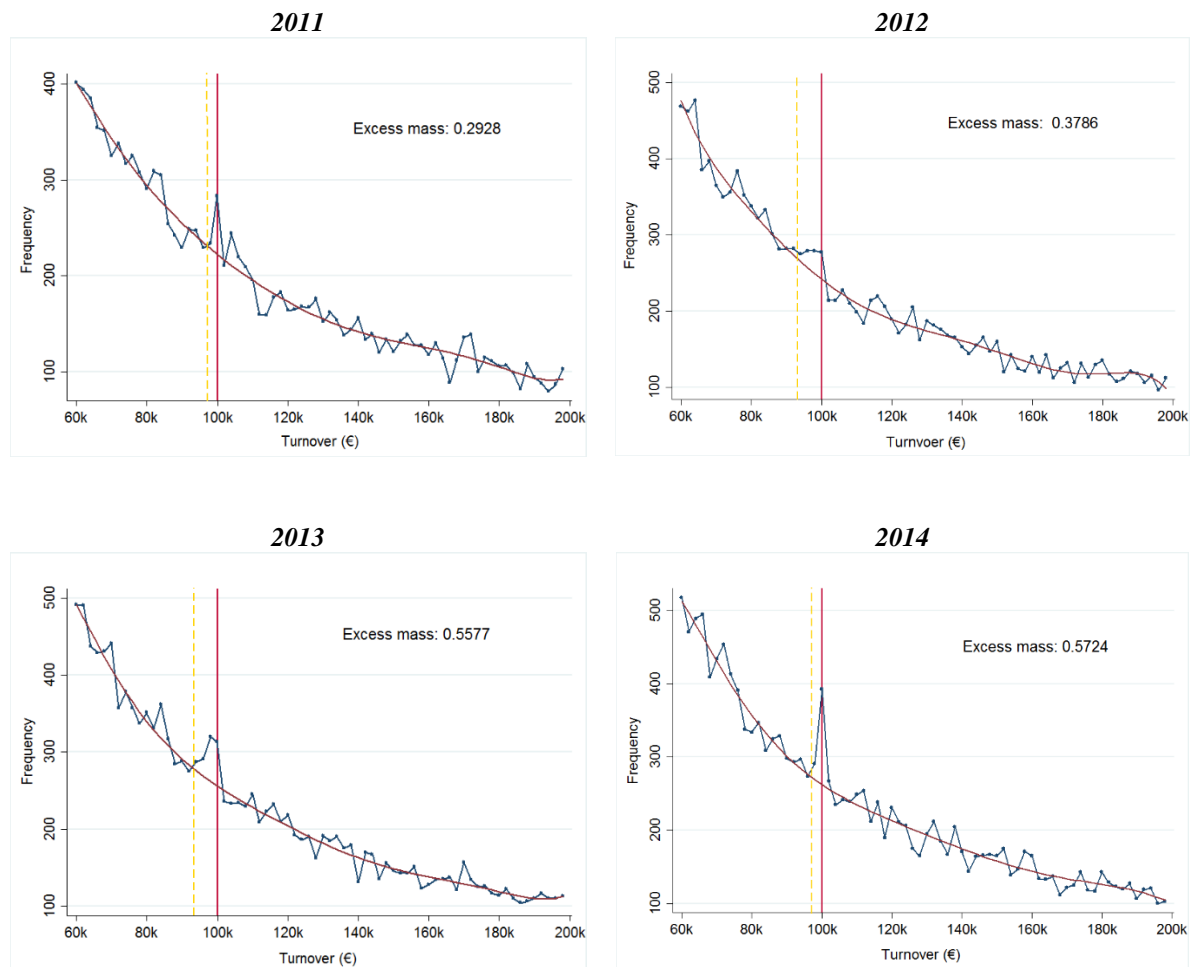 2011
Excess mass: 0.2928
Frequency
400
300
200
100
60k 80k 100k 120k 140k 160k 180k 200k
Turnover (€)
2012
Excess mass: 0.3786
Frequency
500
400
300
200
100
60k 80k 100k 120k 140k 160k 180k 200k
Turnvoer (€)
2013
Excess mass: 0.5577
Frequency
500
400
300
200
100
60k 80k 100k 120k 140k 160k 180k 200k
Turnover (€)
2014
Excess mass: 0.5724
Frequency
500
400
300
200
100
60k 80k 100k 120k 140k 160k 180k 200k
Turnover (€)